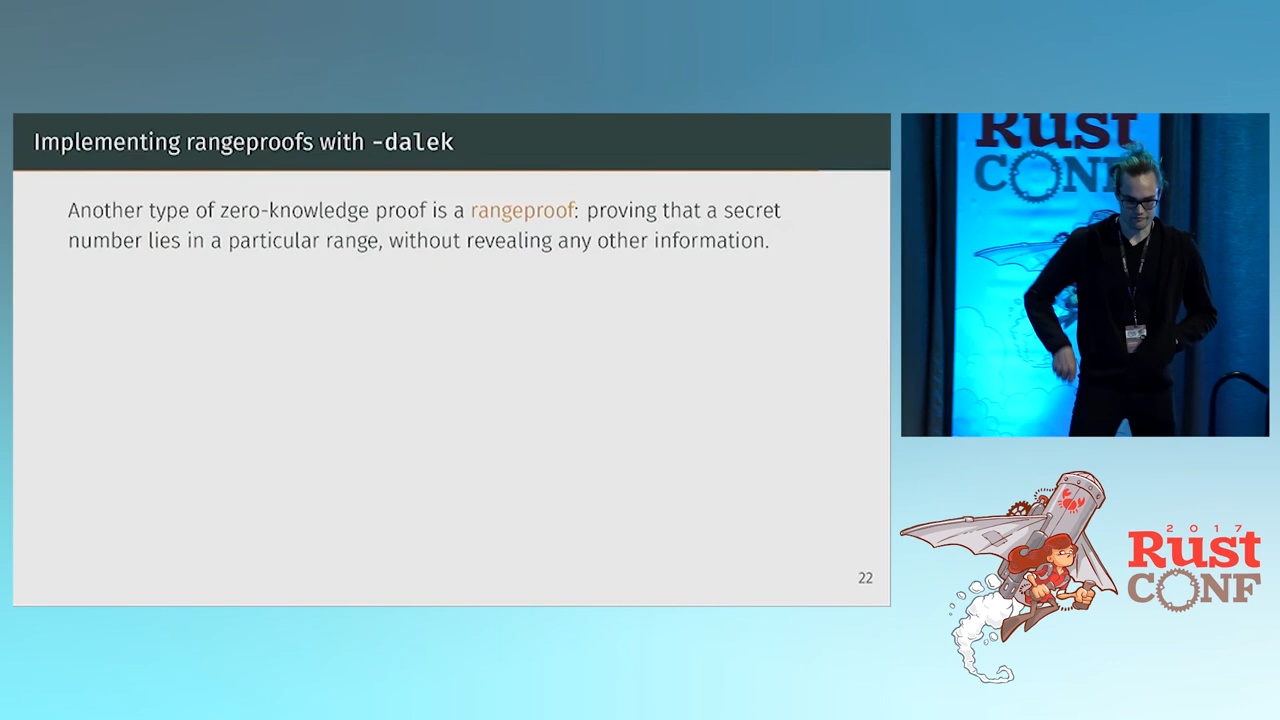 Implementing rangeproofs with -dalek
Another type of zero-knowledge proof is a rangeproof: proving that a secret
number lies in a particular range, without revealing any other information.
22
Rust
CONF
2017
Rust
CONF